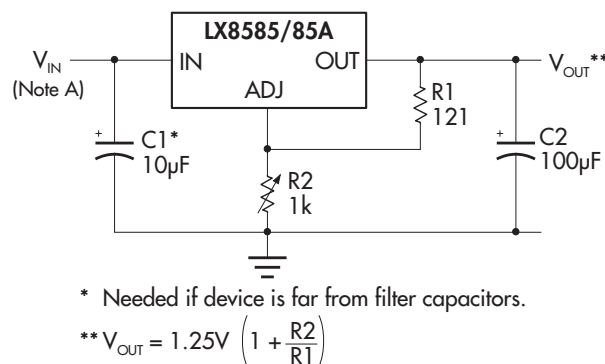 LX8585/85A
V_IN
(Note A)
IN
OUT
ADJ
V_OUT**
R1
121
+
C1*
10µF
+
C2
100µF
R2
1k
* Needed if device is far from filter capacitors.
** V_OUT = 1.25V (1 + R2/R1)